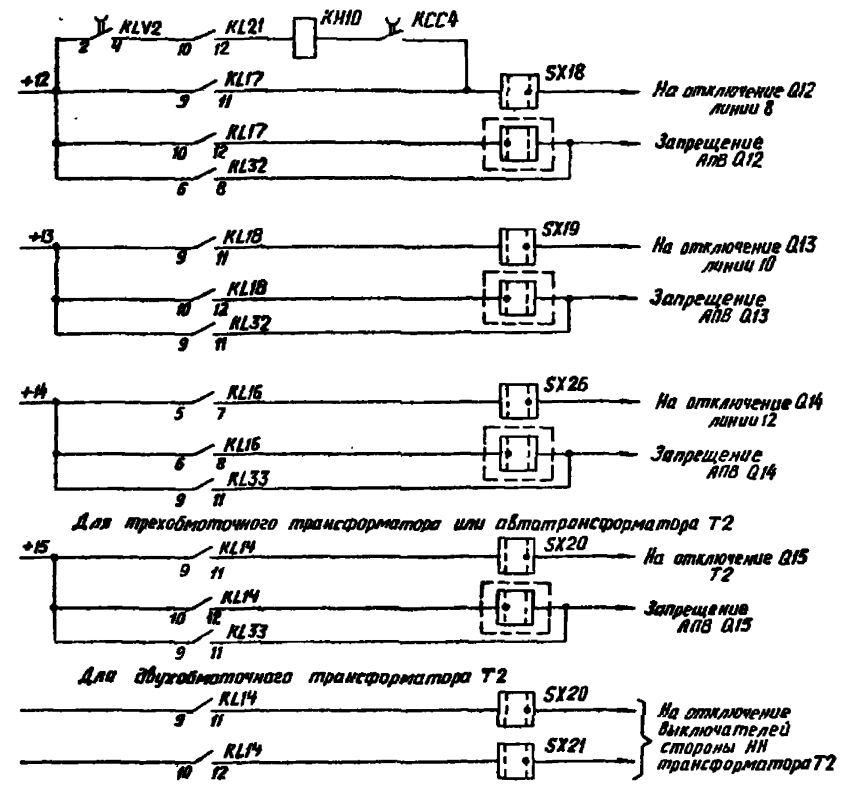 KLV2 KL21 KH10 KCC4
2 4 10 12
+12 KL17 SX18 На отключение Q12
9 11 линии 8
KL17 Запрещение
10 12 АПВ Q12
KL32
6 8
+13 KL18 SX19 На отключение Q13
9 11 линии 10
KL18 Запрещение
10 12 АПВ Q13
KL32
9 11
+14 KL16 SX26 На отключение Q14
5 7 линии 12
KL16 Запрещение
6 8 АПВ Q14
KL33
9 11
Для трехобмоточного трансформатора или автотрансформатора Т2
+15 KL14 SX20 На отключение Q15
9 11 Т2
KL14 Запрещение
10 12 АПВ Q15
KL33
9 11
Для двухобмоточного трансформатора Т2
KL14 SX20 На отключение
9 11 выключателей
KL14 SX21 стороны НН
10 12 трансформатора Т2